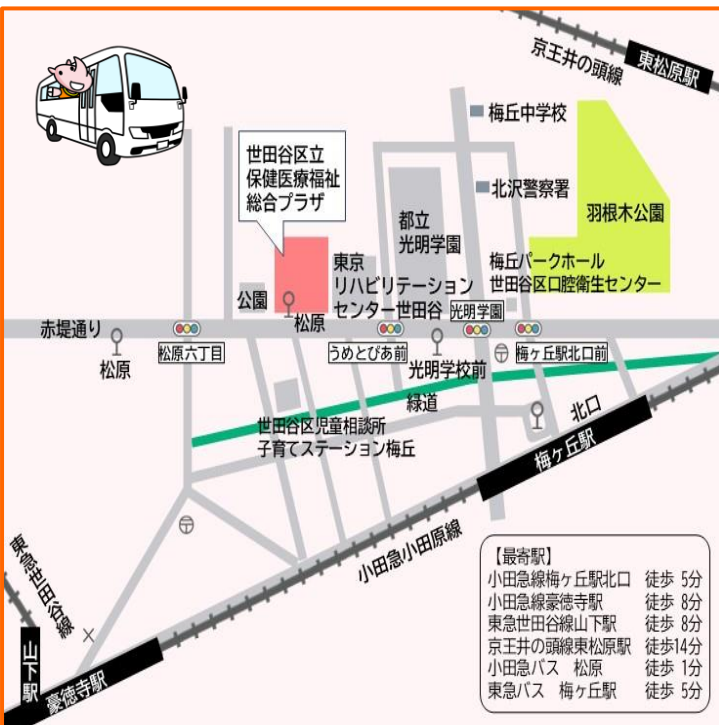 京王井の頭線
東松原駅
梅丘中学校
世田谷区立
保健医療福祉
総合プラザ
北沢警察署
都立
光明学園
羽根木公園
東京
リハビリテーション
センター世田谷
梅丘パークホール
世田谷区口腔衛生センター
公園
松原
光明学園
赤堤通り
松原
松原六丁目
うめとぴあ前
光明学校前
梅ヶ丘駅北口前
緑道
北口
世田谷区児童相談所
子育てステーション梅丘
梅ヶ丘駅
小田急小田原線
東急世田谷線
山下駅
豪徳寺駅
【最寄駅】
小田急線梅ヶ丘駅北口 徒歩 5分
小田急線豪徳寺駅 徒歩 8分
東急世田谷線山下駅 徒歩 8分
京王井の頭線東松原駅 徒歩14分
小田急バス 松原 徒歩 1分
東急バス 梅ヶ丘駅 徒歩 5分